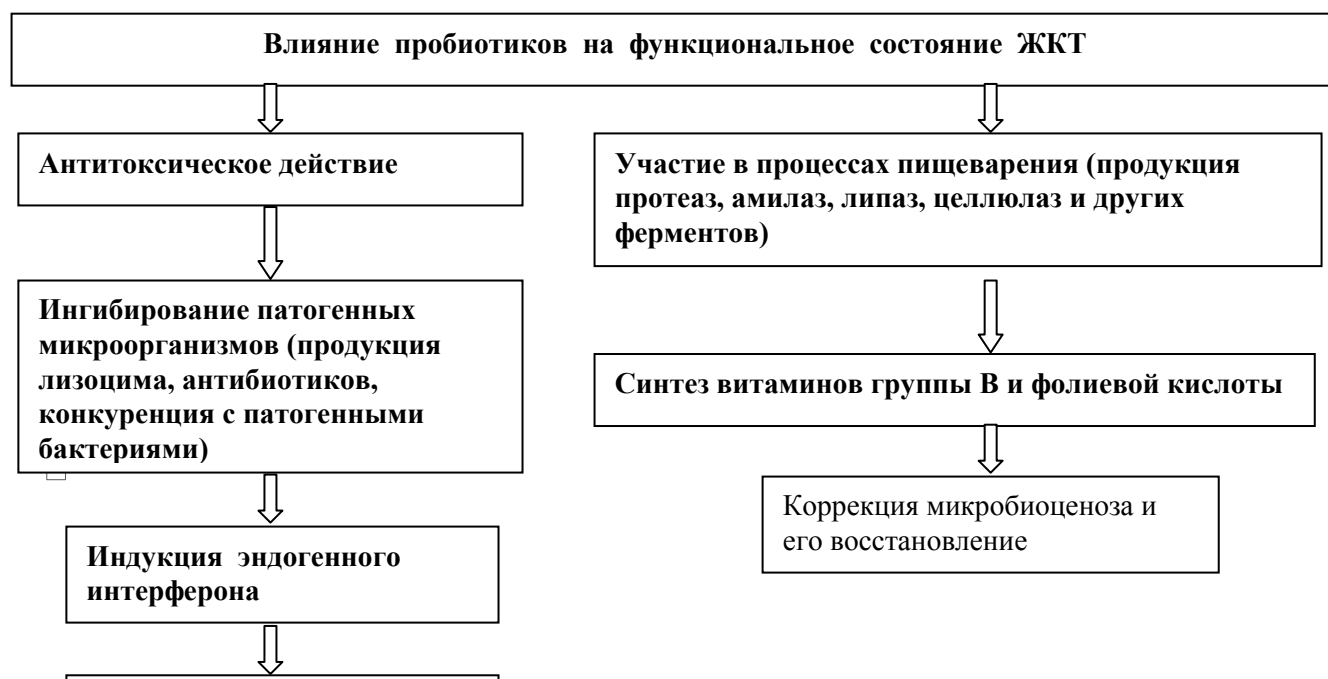 Влияние пробиотиков на функциональное состояние ЖКТ
Антитоксическое действие
Ингибирование патогенных
микроорганизмов (продукция
лизоцима, антибиотиков,
конкуренция с патогенными
бактериями)
Индукция эндогенного
интерферона
Участие в процессах пищеварения (продукция
протеаз, амилаз, липаз, целлюлаз и других
ферментов)
Синтез витаминов группы В и фолиевой кислоты
Коррекция микробиоценоза и
его восстановление